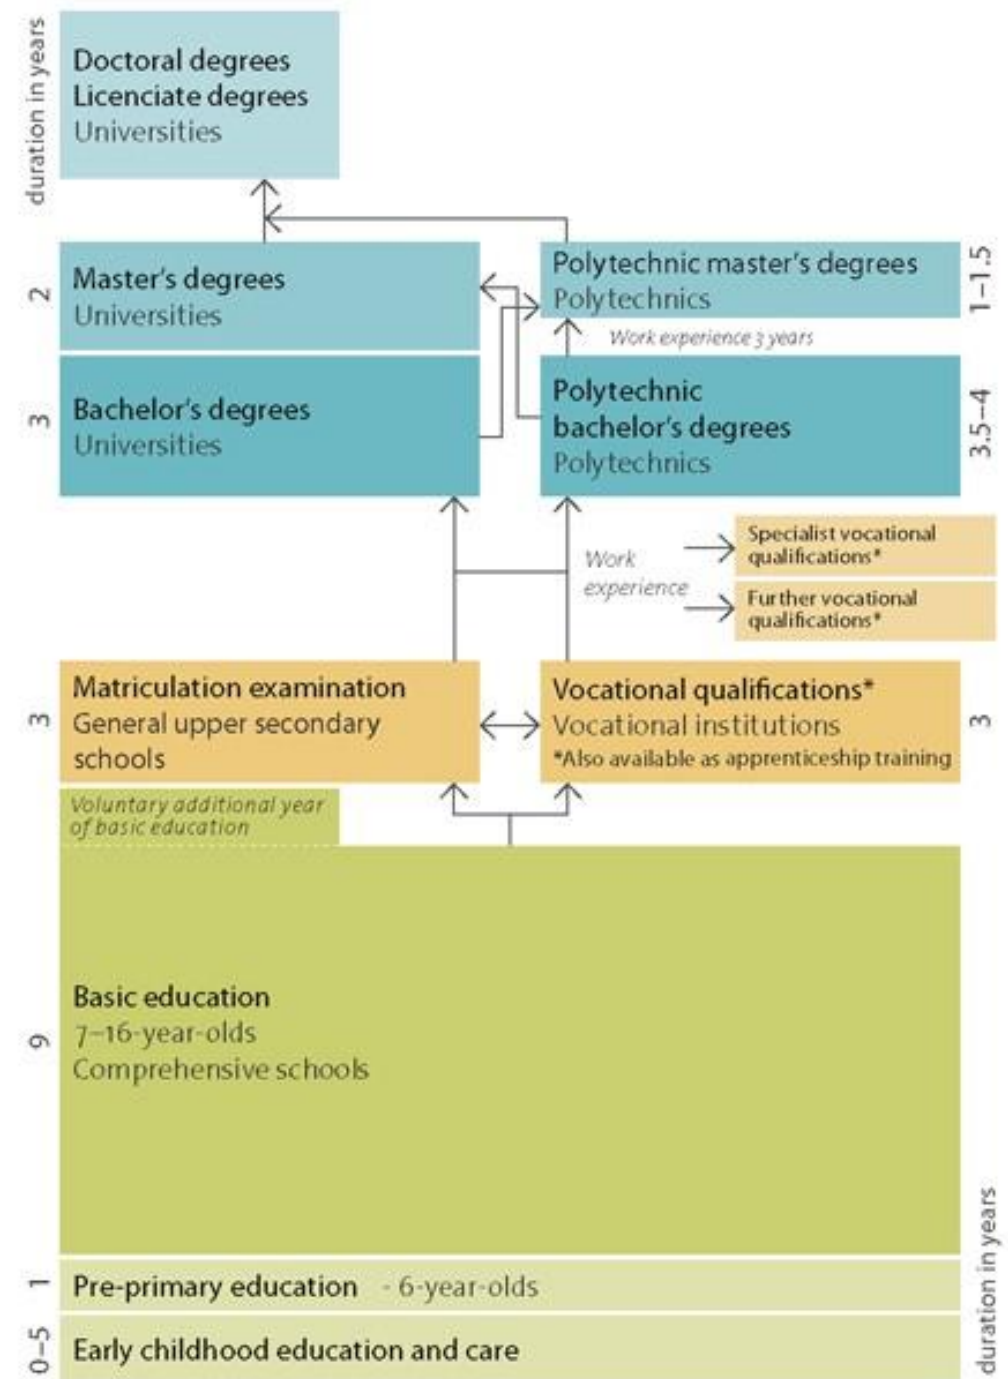 duration in years
Doctoral degrees
Licenciate degrees
Universities
2
Master's degrees
Universities
Polytechnic master's degrees
Polytechnics
1–1.5
Work experience 3 years
3
Bachelor's degrees
Universities
Polytechnic
bachelor's degrees
Polytechnics
3.5–4
Work
experience
Specialist vocational
qualifications*
Further vocational
qualifications*
3
Matriculation examination
General upper secondary
schools
Vocational qualifications*
Vocational institutions
*Also available as apprenticeship training
3
Voluntary additional year
of basic education
9
Basic education
7–16-year-olds
Comprehensive schools
1
Pre-primary education - 6-year-olds
0–5
Early childhood education and care
duration in years